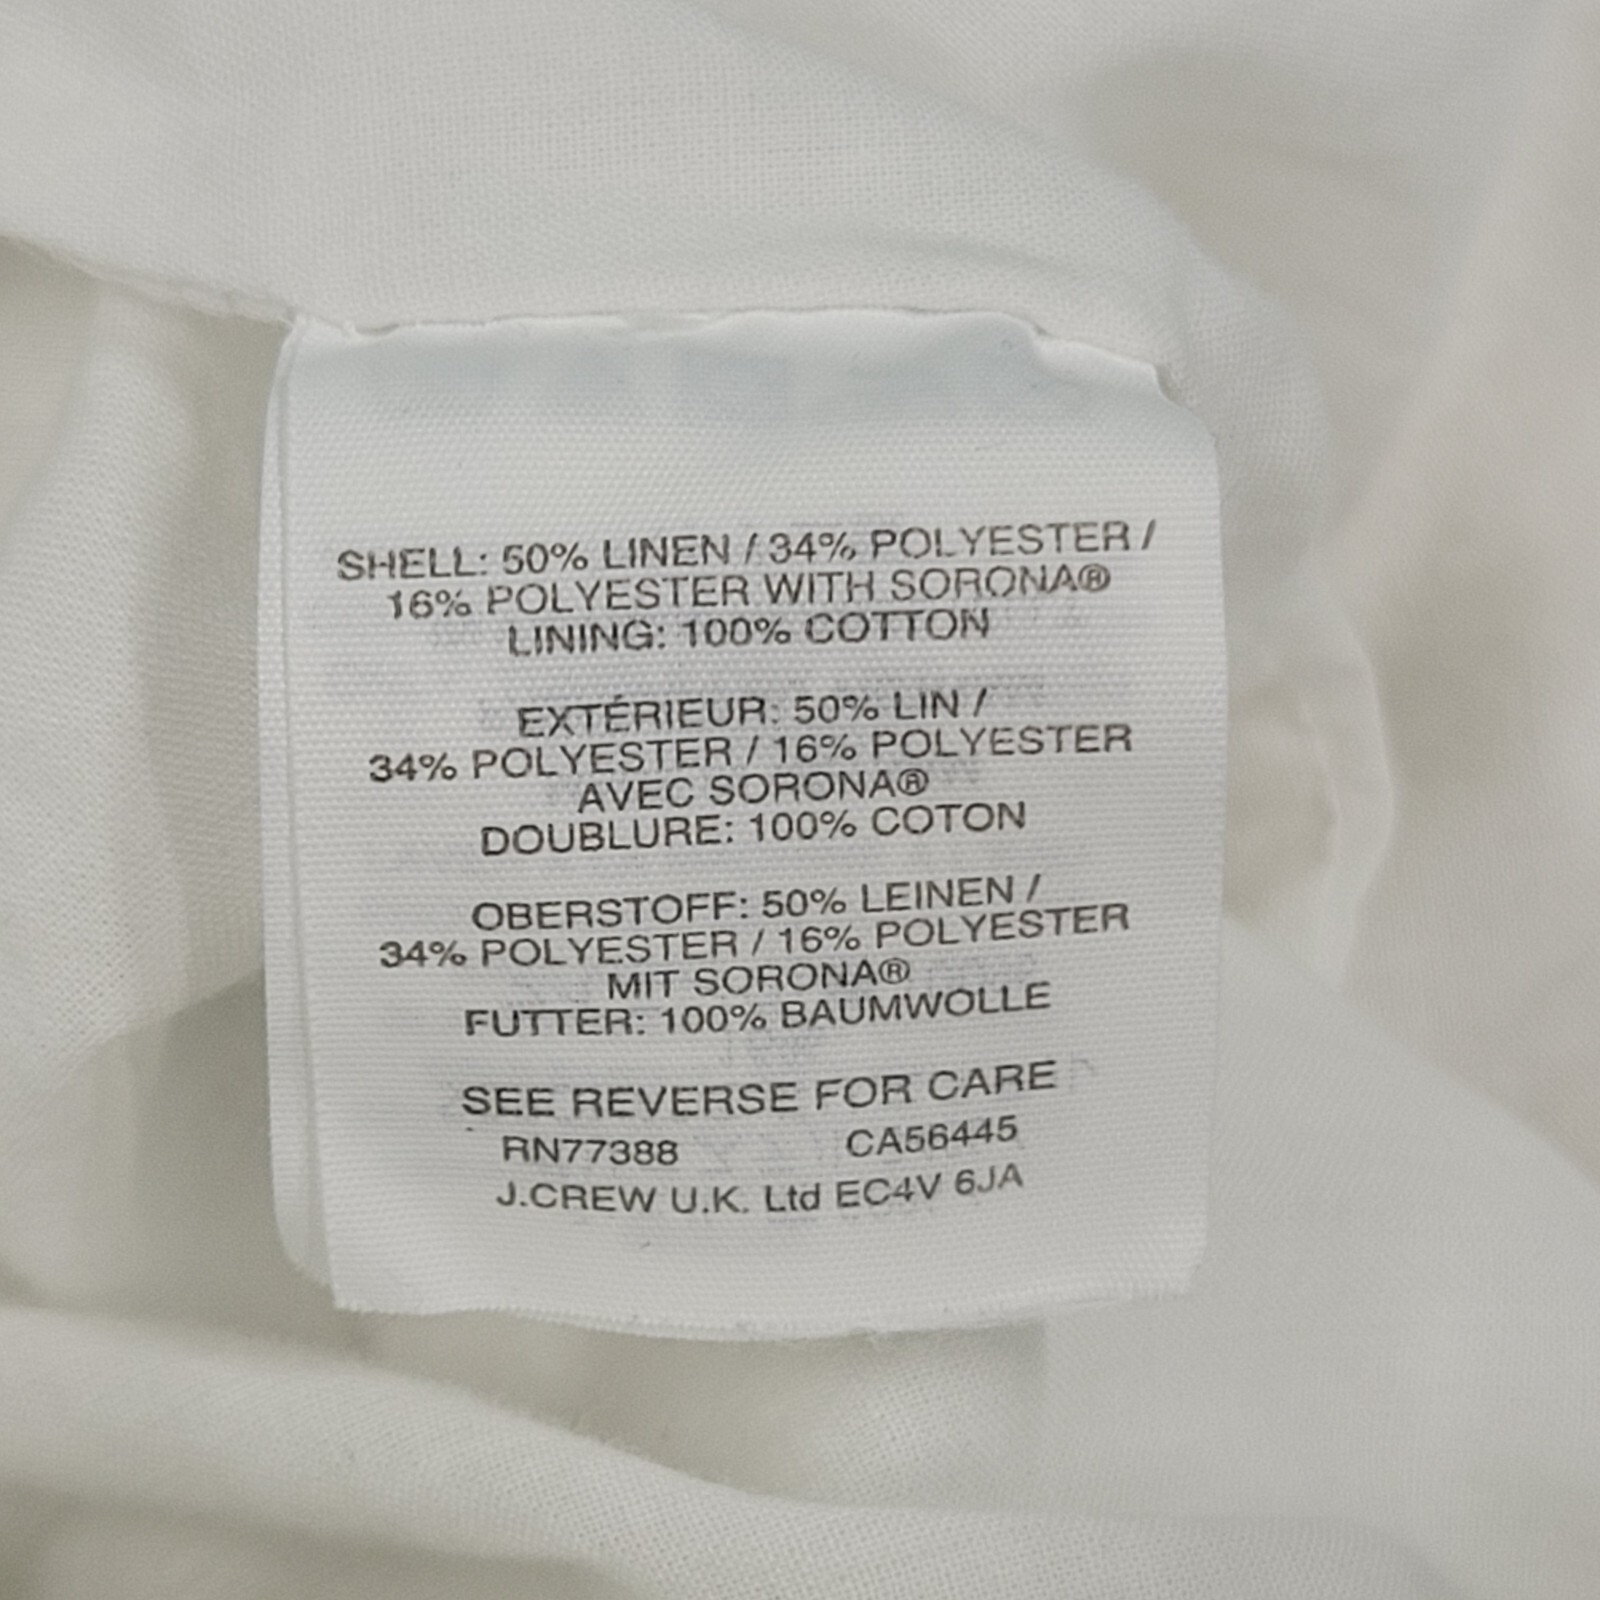 SHELL: 50% LINEN / 34% POLYESTER /
16% POLYESTER WITH SORONA®
LINING: 100% COTTON
EXTÉRIEUR: 50% LIN /
34% POLYESTER / 16% POLYESTER
AVEC SORONA®
DOUBLURE: 100% COTON
OBERSTOFF: 50% LEINEN /
34% POLYESTER / 16% POLYESTER
MIT SORONA®
FUTTER: 100% BAUMWOLLE
SEE REVERSE FOR CARE
RN77388 CA56445
J.CREW U.K. Ltd EC4V 6JA